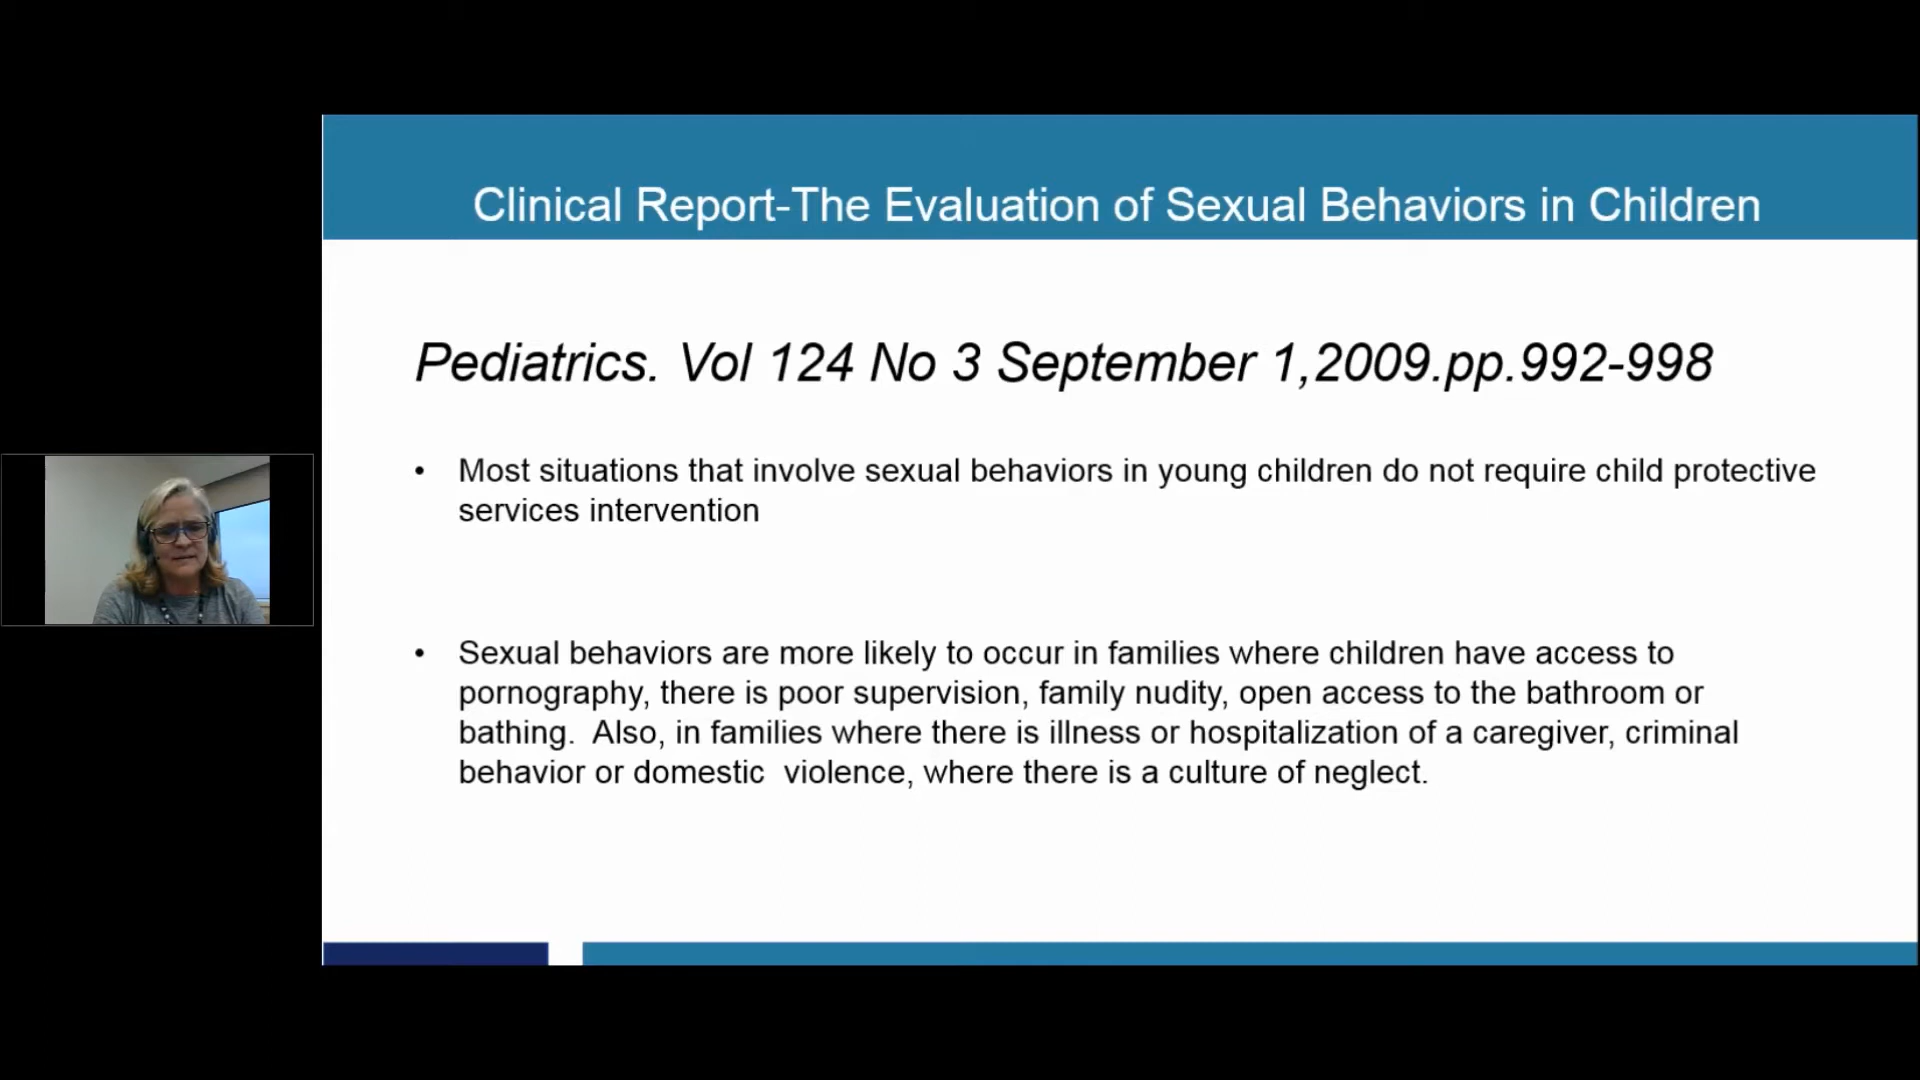 Clinical Report-The Evaluation of Sexual Behaviors in Children
Pediatrics. Vol 124 No 3 September 1,2009.pp.992-998
• Most situations that involve sexual behaviors in young children do not require child protective
services intervention
• Sexual behaviors are more likely to occur in families where children have access to
pornography, there is poor supervision, family nudity, open access to the bathroom or
bathing.  Also, in families where there is illness or hospitalization of a caregiver, criminal
behavior or domestic  violence, where there is a culture of neglect.